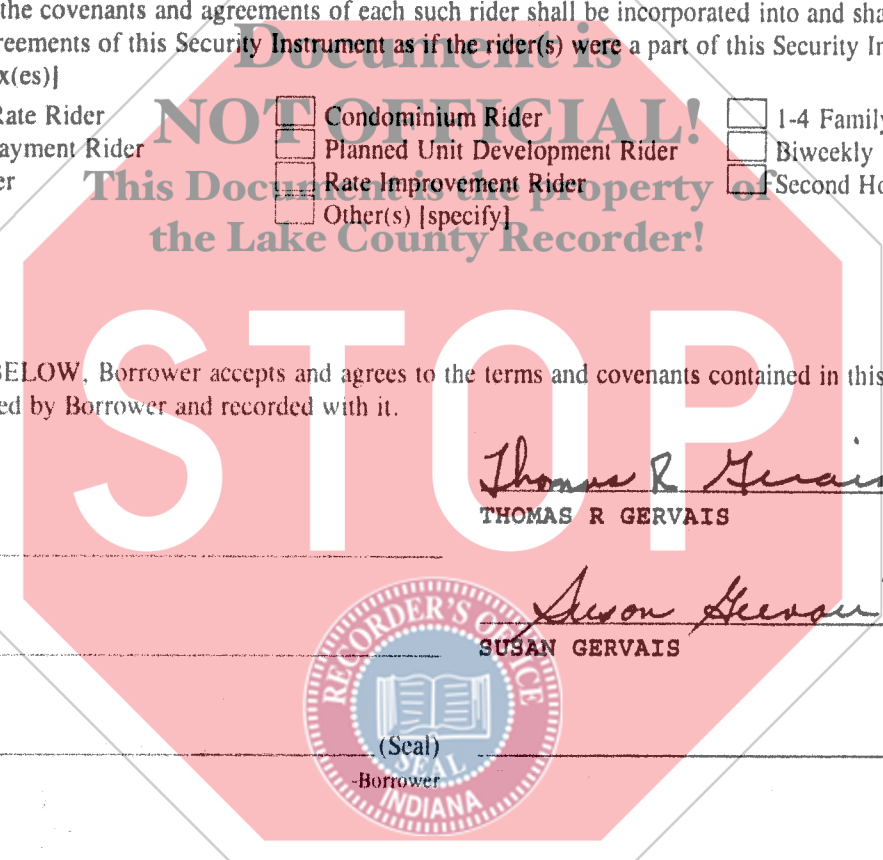 the covenants and agreements of each such rider shall be incorporated into and sha
reements of this Security Instrument as if the rider(s) were a part of this Security In
x(es)]
Document is
NOT OFFICIAL!
This Document is the property of
the Lake County Recorder!
Rate Rider
Condominium Rider
1-4 Family
ayment Rider
Planned Unit Development Rider
Biweekly
er
Rate Improvement Rider
Second Ho
Other(s) [specify]
STOP
BELOW, Borrower accepts and agrees to the terms and covenants contained in this
ed by Borrower and recorded with it.
Thomas R Gervais
THOMAS R GERVAIS
Susan Gervais
SUSAN GERVAIS
RECORDER'S OFFICE
(Seal)
SEAL
-Borrower
INDIANA